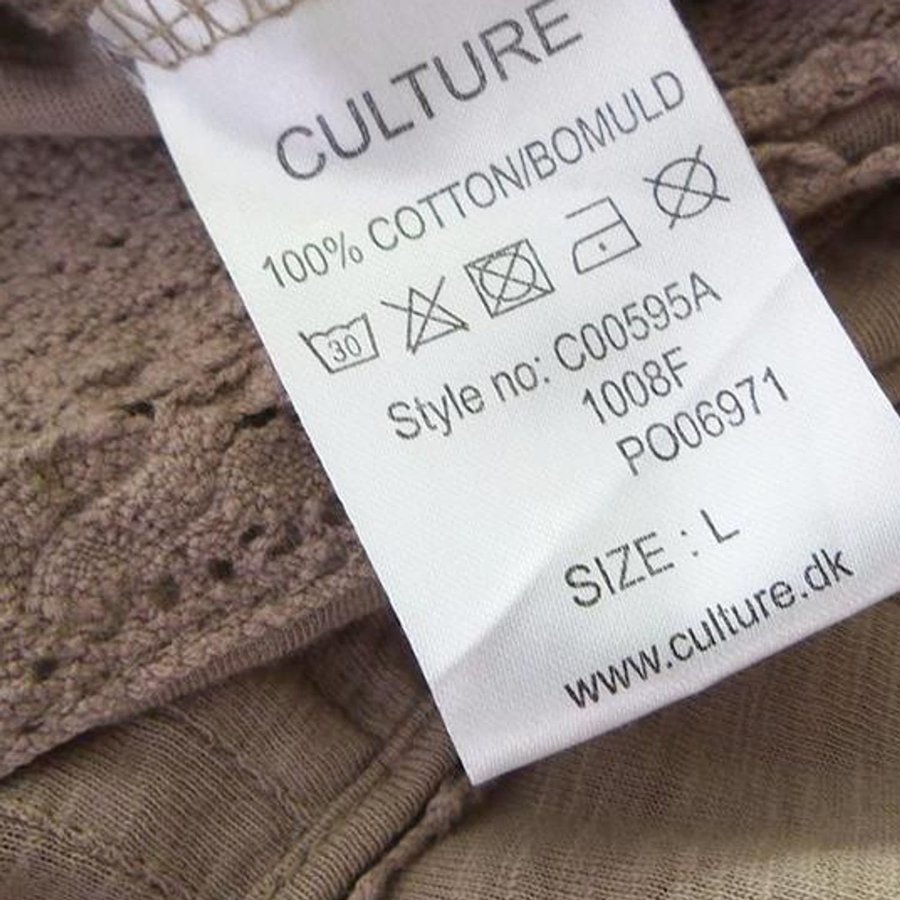 CULTURE
100% COTTON/BOMULD
30
Style no: C00595A
1008F
PO06971
SIZE : L
www.culture.dk